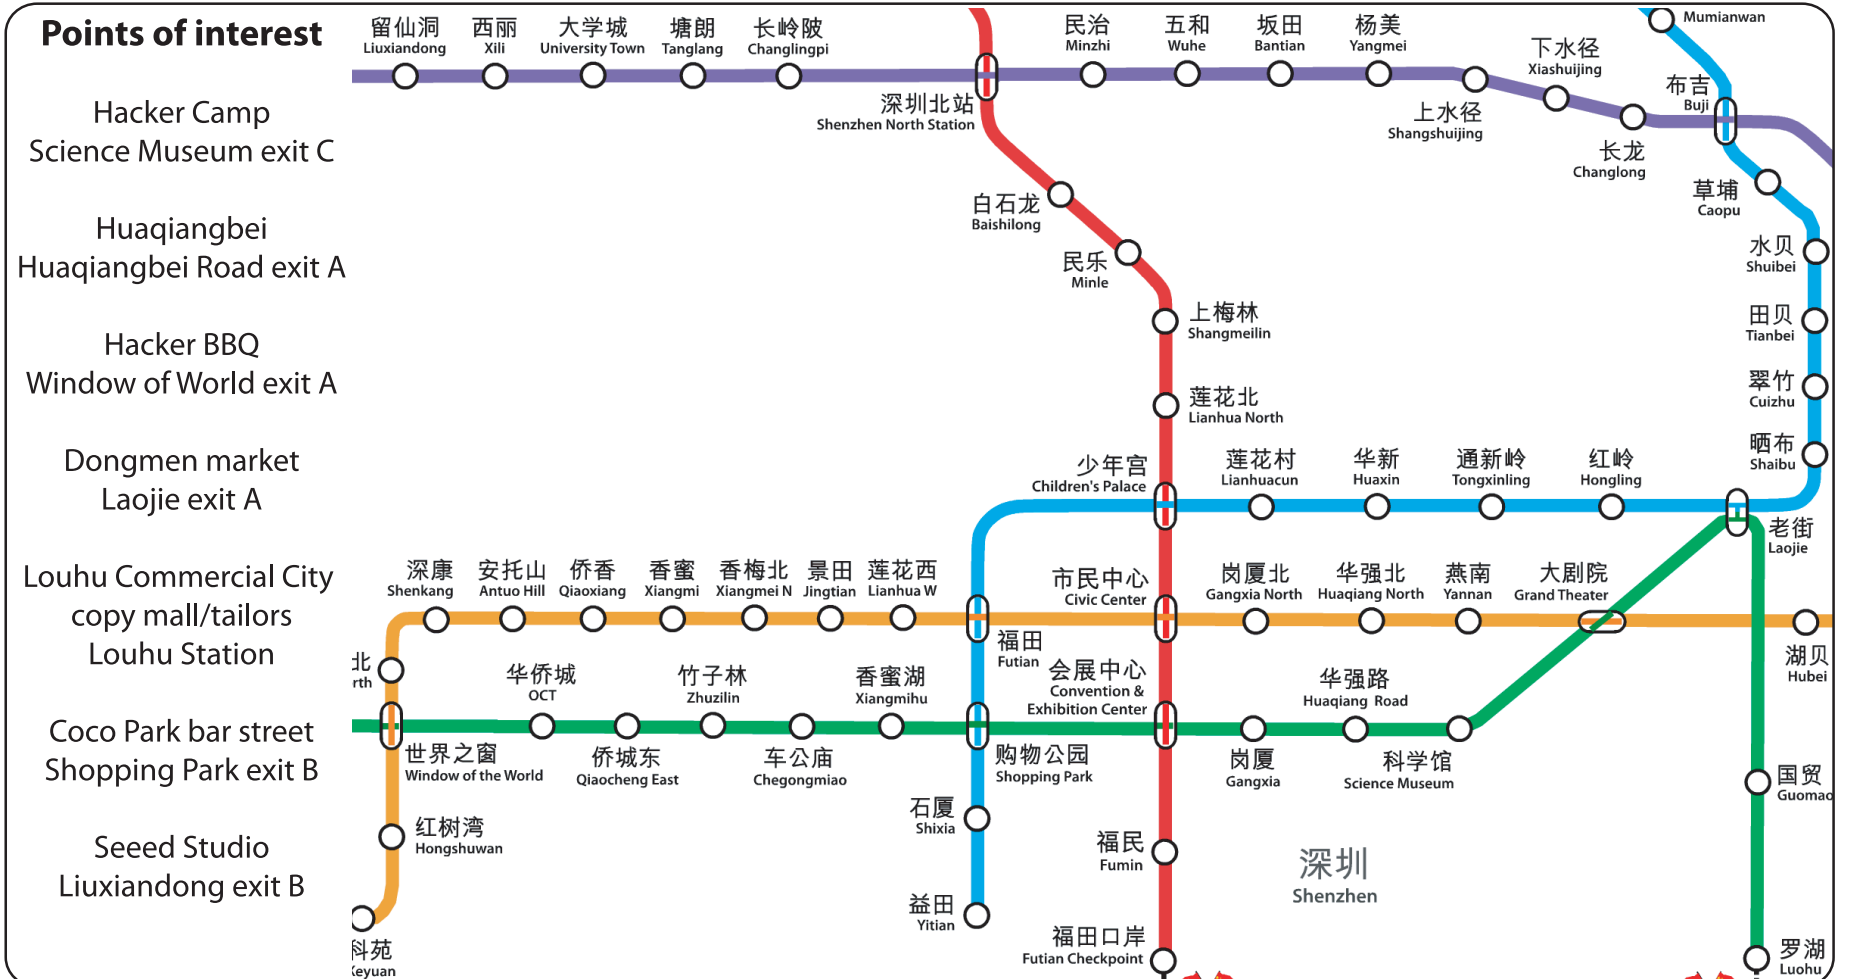 Points of interest
Hacker Camp
Science Museum exit C
Huaqiangbei
Huaqiangbei Road exit A
Hacker BBQ
Window of World exit A
Dongmen market
Laojie exit A
Louhu Commercial City
copy mall/tailors
Louhu Station
Coco Park bar street
Shopping Park exit B
Seeed Studio
Liuxiandong exit B
留仙洞
Liuxiandong
西丽
Xili
大学城
University Town
塘朗
Tanglang
长岭陂
Changlingpi
深圳北站
Shenzhen North Station
民治
Minzhi
五和
Wuhe
坂田
Bantian
杨美
Yangmei
上水径
Shangshuijing
下水径
Xiashuijing
长龙
Changlong
Mumianwan
布吉
Buji
草埔
Caopu
水贝
Shuibei
田贝
Tianbei
翠竹
Cuizhu
晒布
Shaibu
白石龙
Baishilong
民乐
Minle
上梅林
Shangmeilin
莲花北
Lianhua North
少年宫
Children's Palace
莲花村
Lianhuacun
华新
Huaxin
通新岭
Tongxinling
红岭
Hongling
老街
Laojie
深康
Shenkang
安托山
Antuo Hill
侨香
Qiaoxiang
香蜜
Xiangmi
香梅北
Xiangmei N
景田
Jingtian
莲花西
Lianhua W
福田
Futian
市民中心
Civic Center
岗厦北
Gangxia North
华强北
Huaqiang North
燕南
Yannan
大剧院
Grand Theater
湖贝
Hubei
北
rth
世界之窗
Window of the World
华侨城
OCT
侨城东
Qiaocheng East
竹子林
Zhuzilin
车公庙
Chegongmiao
香蜜湖
Xiangmihu
购物公园
Shopping Park
会展中心
Convention &
Exhibition Center
岗厦
Gangxia
华强路
Huaqiang Road
科学馆
Science Museum
国贸
Guomao
红树湾
Hongshuwan
石厦
Shixia
福民
Fumin
深圳
Shenzhen
科苑
Keyuan
益田
Yitian
福田口岸
Futian Checkpoint
罗湖
Luohu